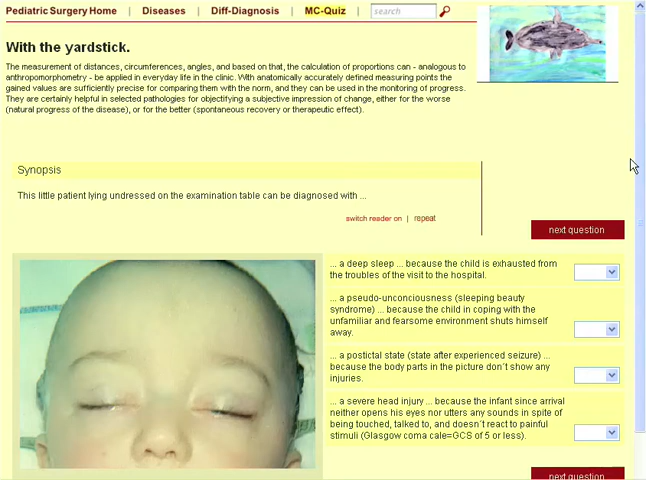 Pediatric Surgery Home | Diseases | Diff-Diagnosis | MC-Quiz | search
With the yardstick.
The measurement of distances, circumferences, angles, and based on that, the calculation of proportions can - analogous to
anthropomorphometry - be applied in everyday life in the clinic. With anatomically accurately defined measuring points the
gained values are sufficiently precise for comparing them with the norm, and they can be used in the monitoring of progress.
They are certainly helpful in selected pathologies for objectifying a subjective impression of change, either for the worse
(natural progress of the disease), or for the better (spontaneous recovery or therapeutic effect).
Synopsis
This little patient lying undressed on the examination table can be diagnosed with ...
switch reader on | repeat
next question
... a deep sleep ... because the child is exhausted from
the troubles of the visit to the hospital.
... a pseudo-unconciousness (sleeping beauty
syndrome) ... because the child in coping with the
unfamiliar and fearsome environment shuts himself
away.
... a postictal state (state after experienced seizure) ...
because the body parts in the picture don´t show any
injuries.
... a severe head injury ... because the infant since arrival
neither opens his eyes nor utters any sounds in spite of
being touched, talked to, and doesn´t react to painful
stimuli (Glasgow coma cale=GCS of 5 or less).
next question